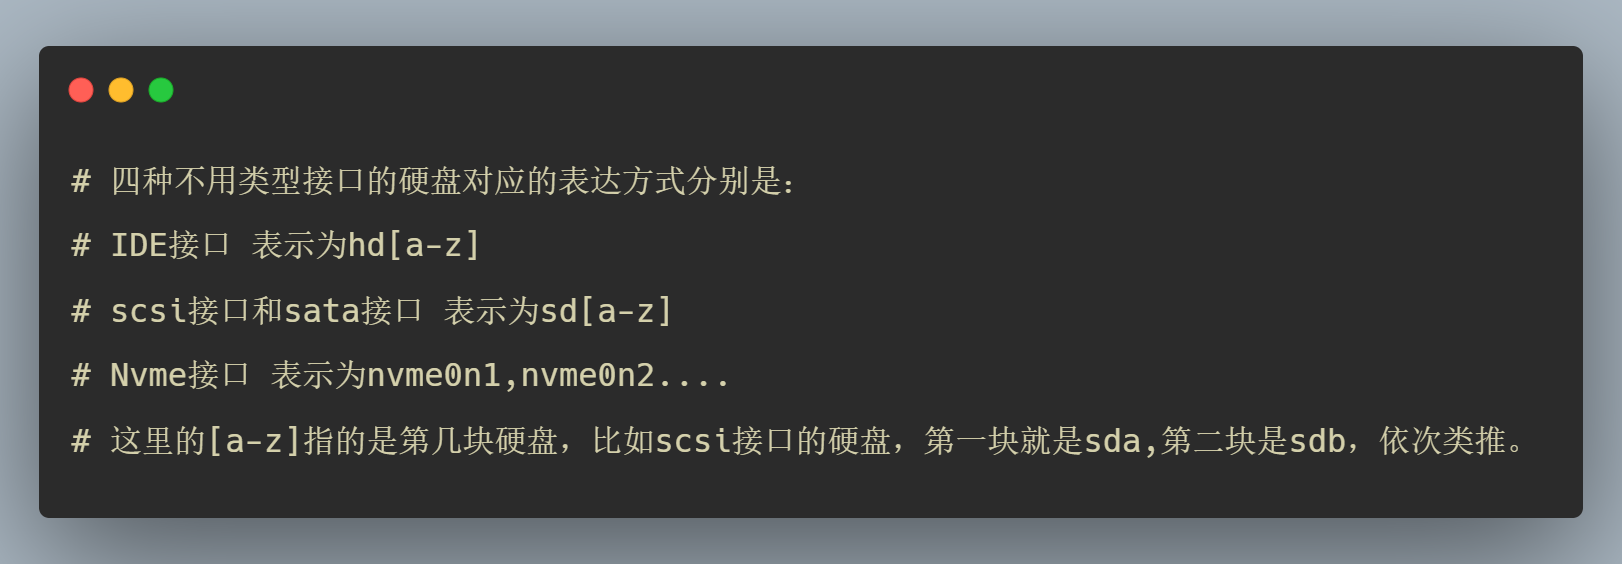 # 四种不用类型接口的硬盘对应的表达方式分别是：
# IDE接口 表示为hd[a-z]
# scsi接口和sata接口 表示为sd[a-z]
# Nvme接口 表示为nvme0n1,nvme0n2....
# 这里的[a-z]指的是第几块硬盘，比如scsi接口的硬盘，第一块就是sda,第二块是sdb，依次类推。